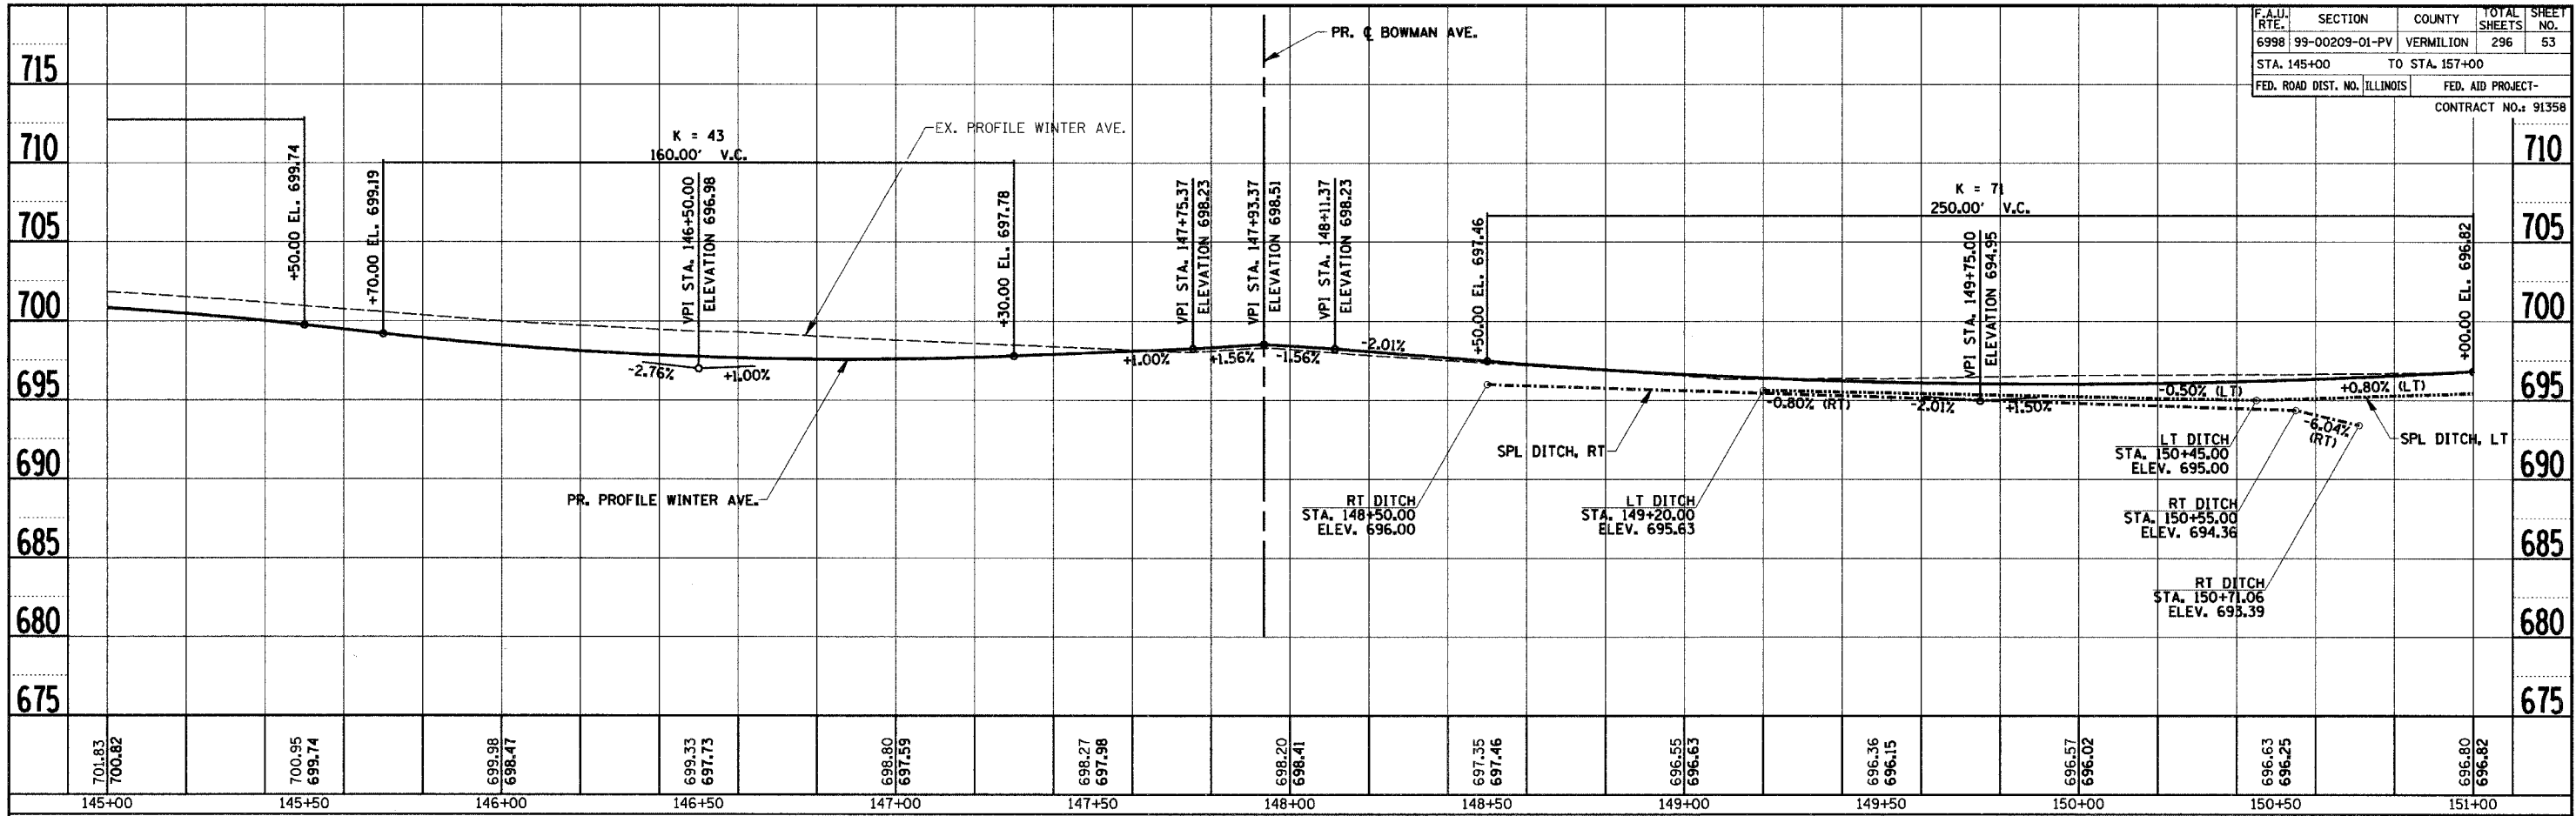 F.A.U. RTE. SECTION COUNTY TOTAL SHEETS SHEET NO.
6998 99-00209-01-PV VERMILION 296 53
STA. 145+00 TO STA. 157+00
FED. ROAD DIST. NO. ILLINOIS FED. AID PROJECT-
CONTRACT NO.: 91358
PR. ℄ BOWMAN AVE.
715
710 710
705 705
700 700
695 695
690 690
685 685
680 680
675 675
+50.00 EL. 699.74
+70.00 EL. 699.19
K = 43
160.00' V.C.
VPI STA. 146+50.00
ELEVATION 696.98
EX. PROFILE WINTER AVE.
+30.00 EL. 697.78
VPI STA. 147+75.37
ELEVATION 698.23
VPI STA. 147+93.37
ELEVATION 698.51
VPI STA. 148+11.37
ELEVATION 698.23
+50.00 EL. 697.46
K = 71
250.00' V.C.
VPI STA. 149+75.00
ELEVATION 694.95
+00.00 EL. 696.82
-2.76%
+1.00%
+1.00%
+1.56%
-1.56%
-2.01%
-0.80% (RT)
-2.01%
+1.50%
-0.50% (LT)
+0.80% (LT)
-6.04%
(RT)
PR. PROFILE WINTER AVE.
SPL DITCH, RT
SPL DITCH, LT
RT DITCH
STA. 148+50.00
ELEV. 696.00
LT DITCH
STA. 149+20.00
ELEV. 695.63
LT DITCH
STA. 150+45.00
ELEV. 695.00
RT DITCH
STA. 150+55.00
ELEV. 694.36
RT DITCH
STA. 150+71.06
ELEV. 693.39
701.83
700.82
700.95
699.74
699.98
698.47
699.33
697.73
698.80
697.59
698.27
697.98
698.20
698.41
697.35
697.46
696.55
696.63
696.36
696.15
696.57
696.02
696.63
696.25
696.80
696.82
145+00 145+50 146+00 146+50 147+00 147+50 148+00 148+50 149+00 149+50 150+00 150+50 151+00